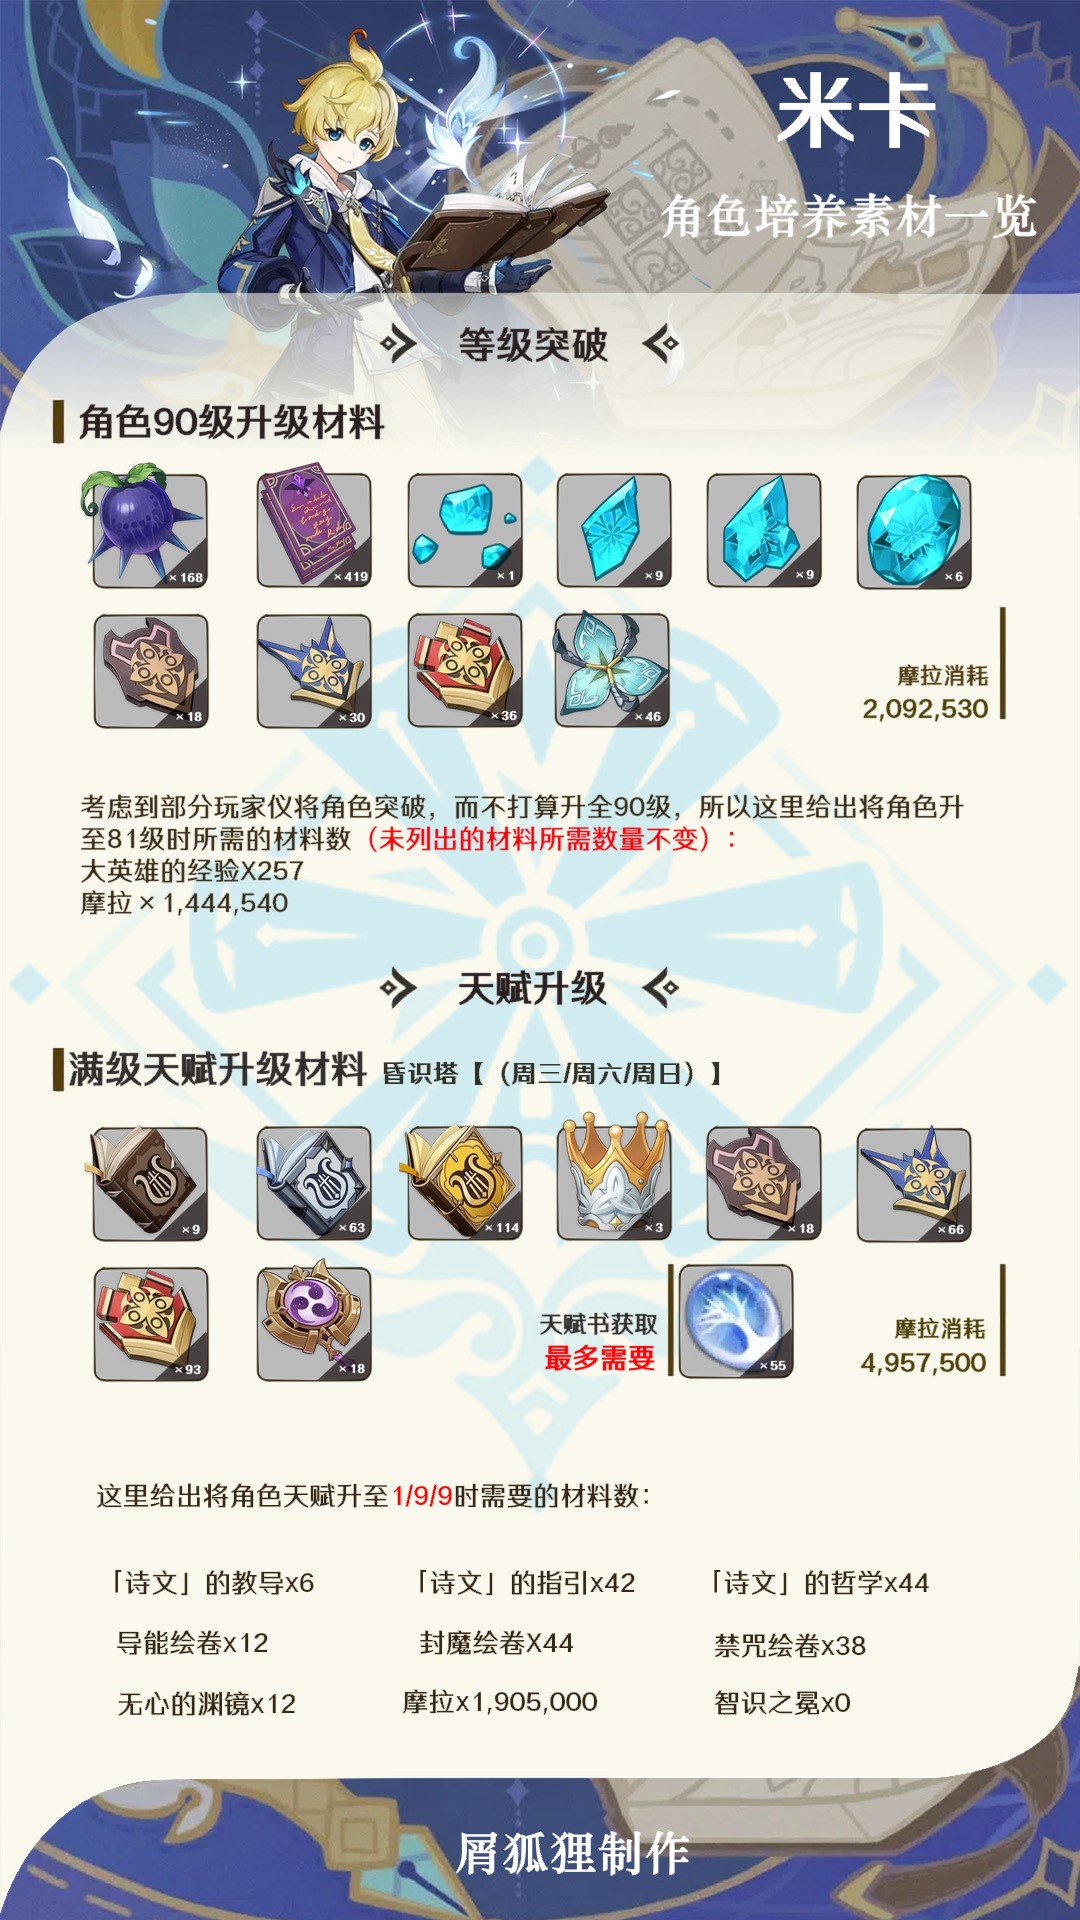 米卡
角色培养素材一览
等级突破
角色90级升级材料
×168
×419
×1
×9
×9
×6
×18
×30
×36
×46
摩拉消耗
2,092,530
考虑到部分玩家仅将角色突破，而不打算升全90级，所以这里给出将角色升
至81级时所需的材料数（未列出的材料所需数量不变）：
大英雄的经验X257
摩拉×1,444,540
天赋升级
满级天赋升级材料 昏识塔【（周三/周六/周日）】
×9
×63
×114
×3
×18
×66
×93
×18
天赋书获取
最多需要
×55
摩拉消耗
4,957,500
这里给出将角色天赋升至1/9/9时需要的材料数：
「诗文」的教导x6
「诗文」的指引x42
「诗文」的哲学x44
导能绘卷x12
封魔绘卷X44
禁咒绘卷x38
无心的渊镜x12
摩拉x1,905,000
智识之冕x0
屑狐狸制作